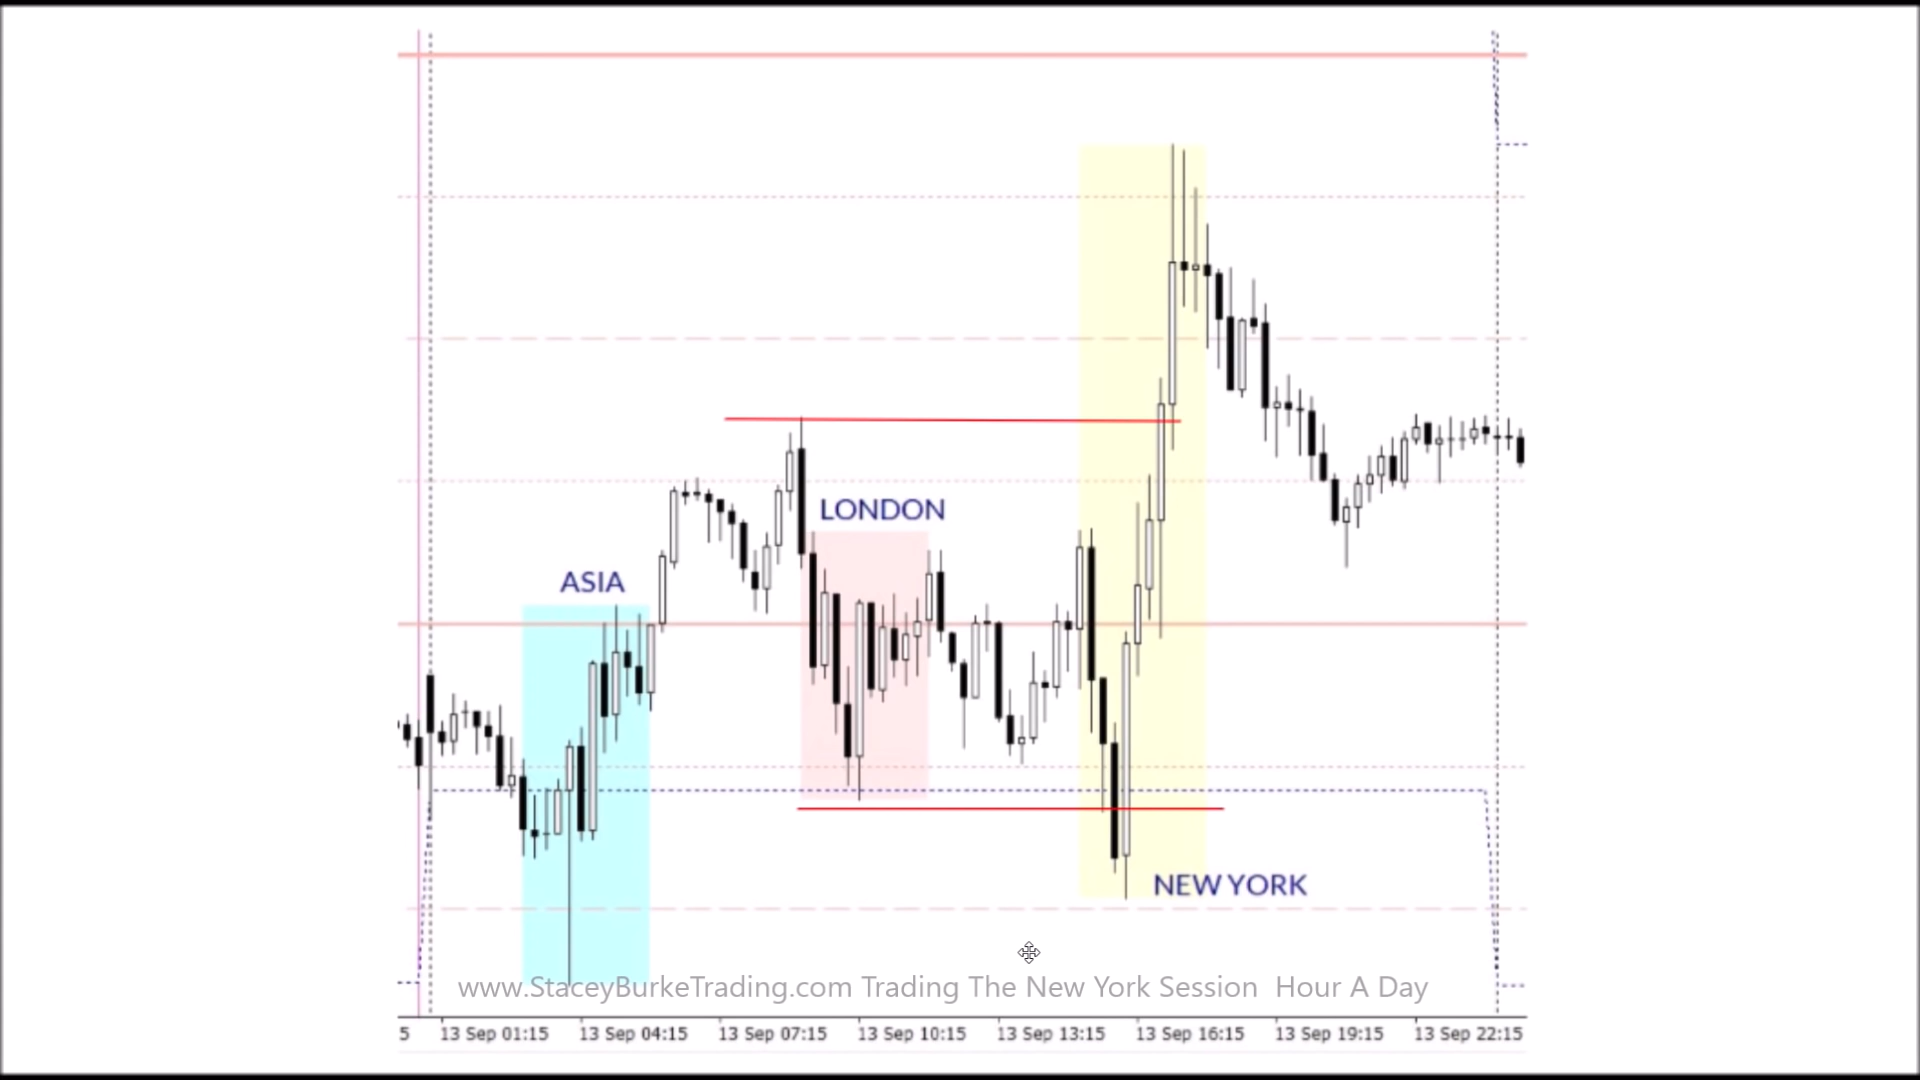 LONDON
ASIA
NEW YORK
www.StaceyBurkeTrading.com Trading The New York Session Hour A Day
5 13 Sep 01:15 13 Sep 04:15 13 Sep 07:15 13 Sep 10:15 13 Sep 13:15 13 Sep 16:15 13 Sep 19:15 13 Sep 22:15